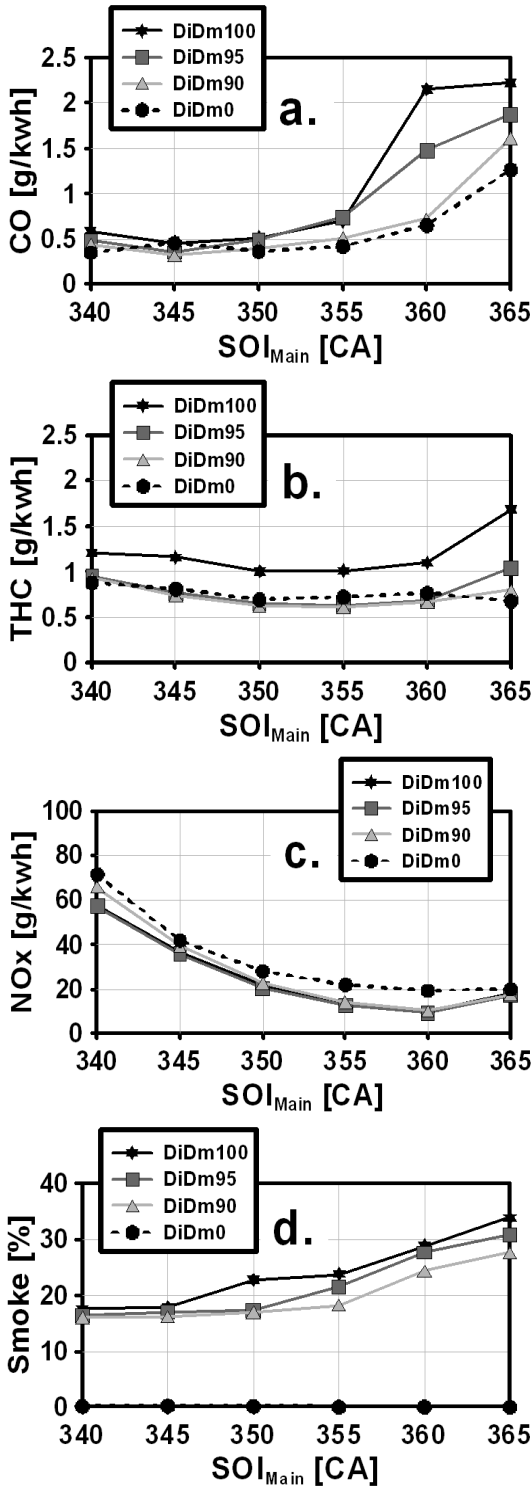 DiDm100
DiDm95
DiDm90
DiDm0
a.
CO [g/kwh]
2.5
2
1.5
1
0.5
0
340 345 350 355 360 365
SOIMain [CA]
DiDm100
DiDm95
DiDm90
DiDm0
b.
THC [g/kwh]
2.5
2
1.5
1
0.5
0
340 345 350 355 360 365
SOIMain [CA]
DiDm100
DiDm95
DiDm90
DiDm0
c.
NOx [g/kwh]
100
80
60
40
20
0
340 345 350 355 360 365
SOIMain [CA]
DiDm100
DiDm95
DiDm90
DiDm0
d.
Smoke [%]
40
30
20
10
0
340 345 350 355 360 365
SOIMain [CA]